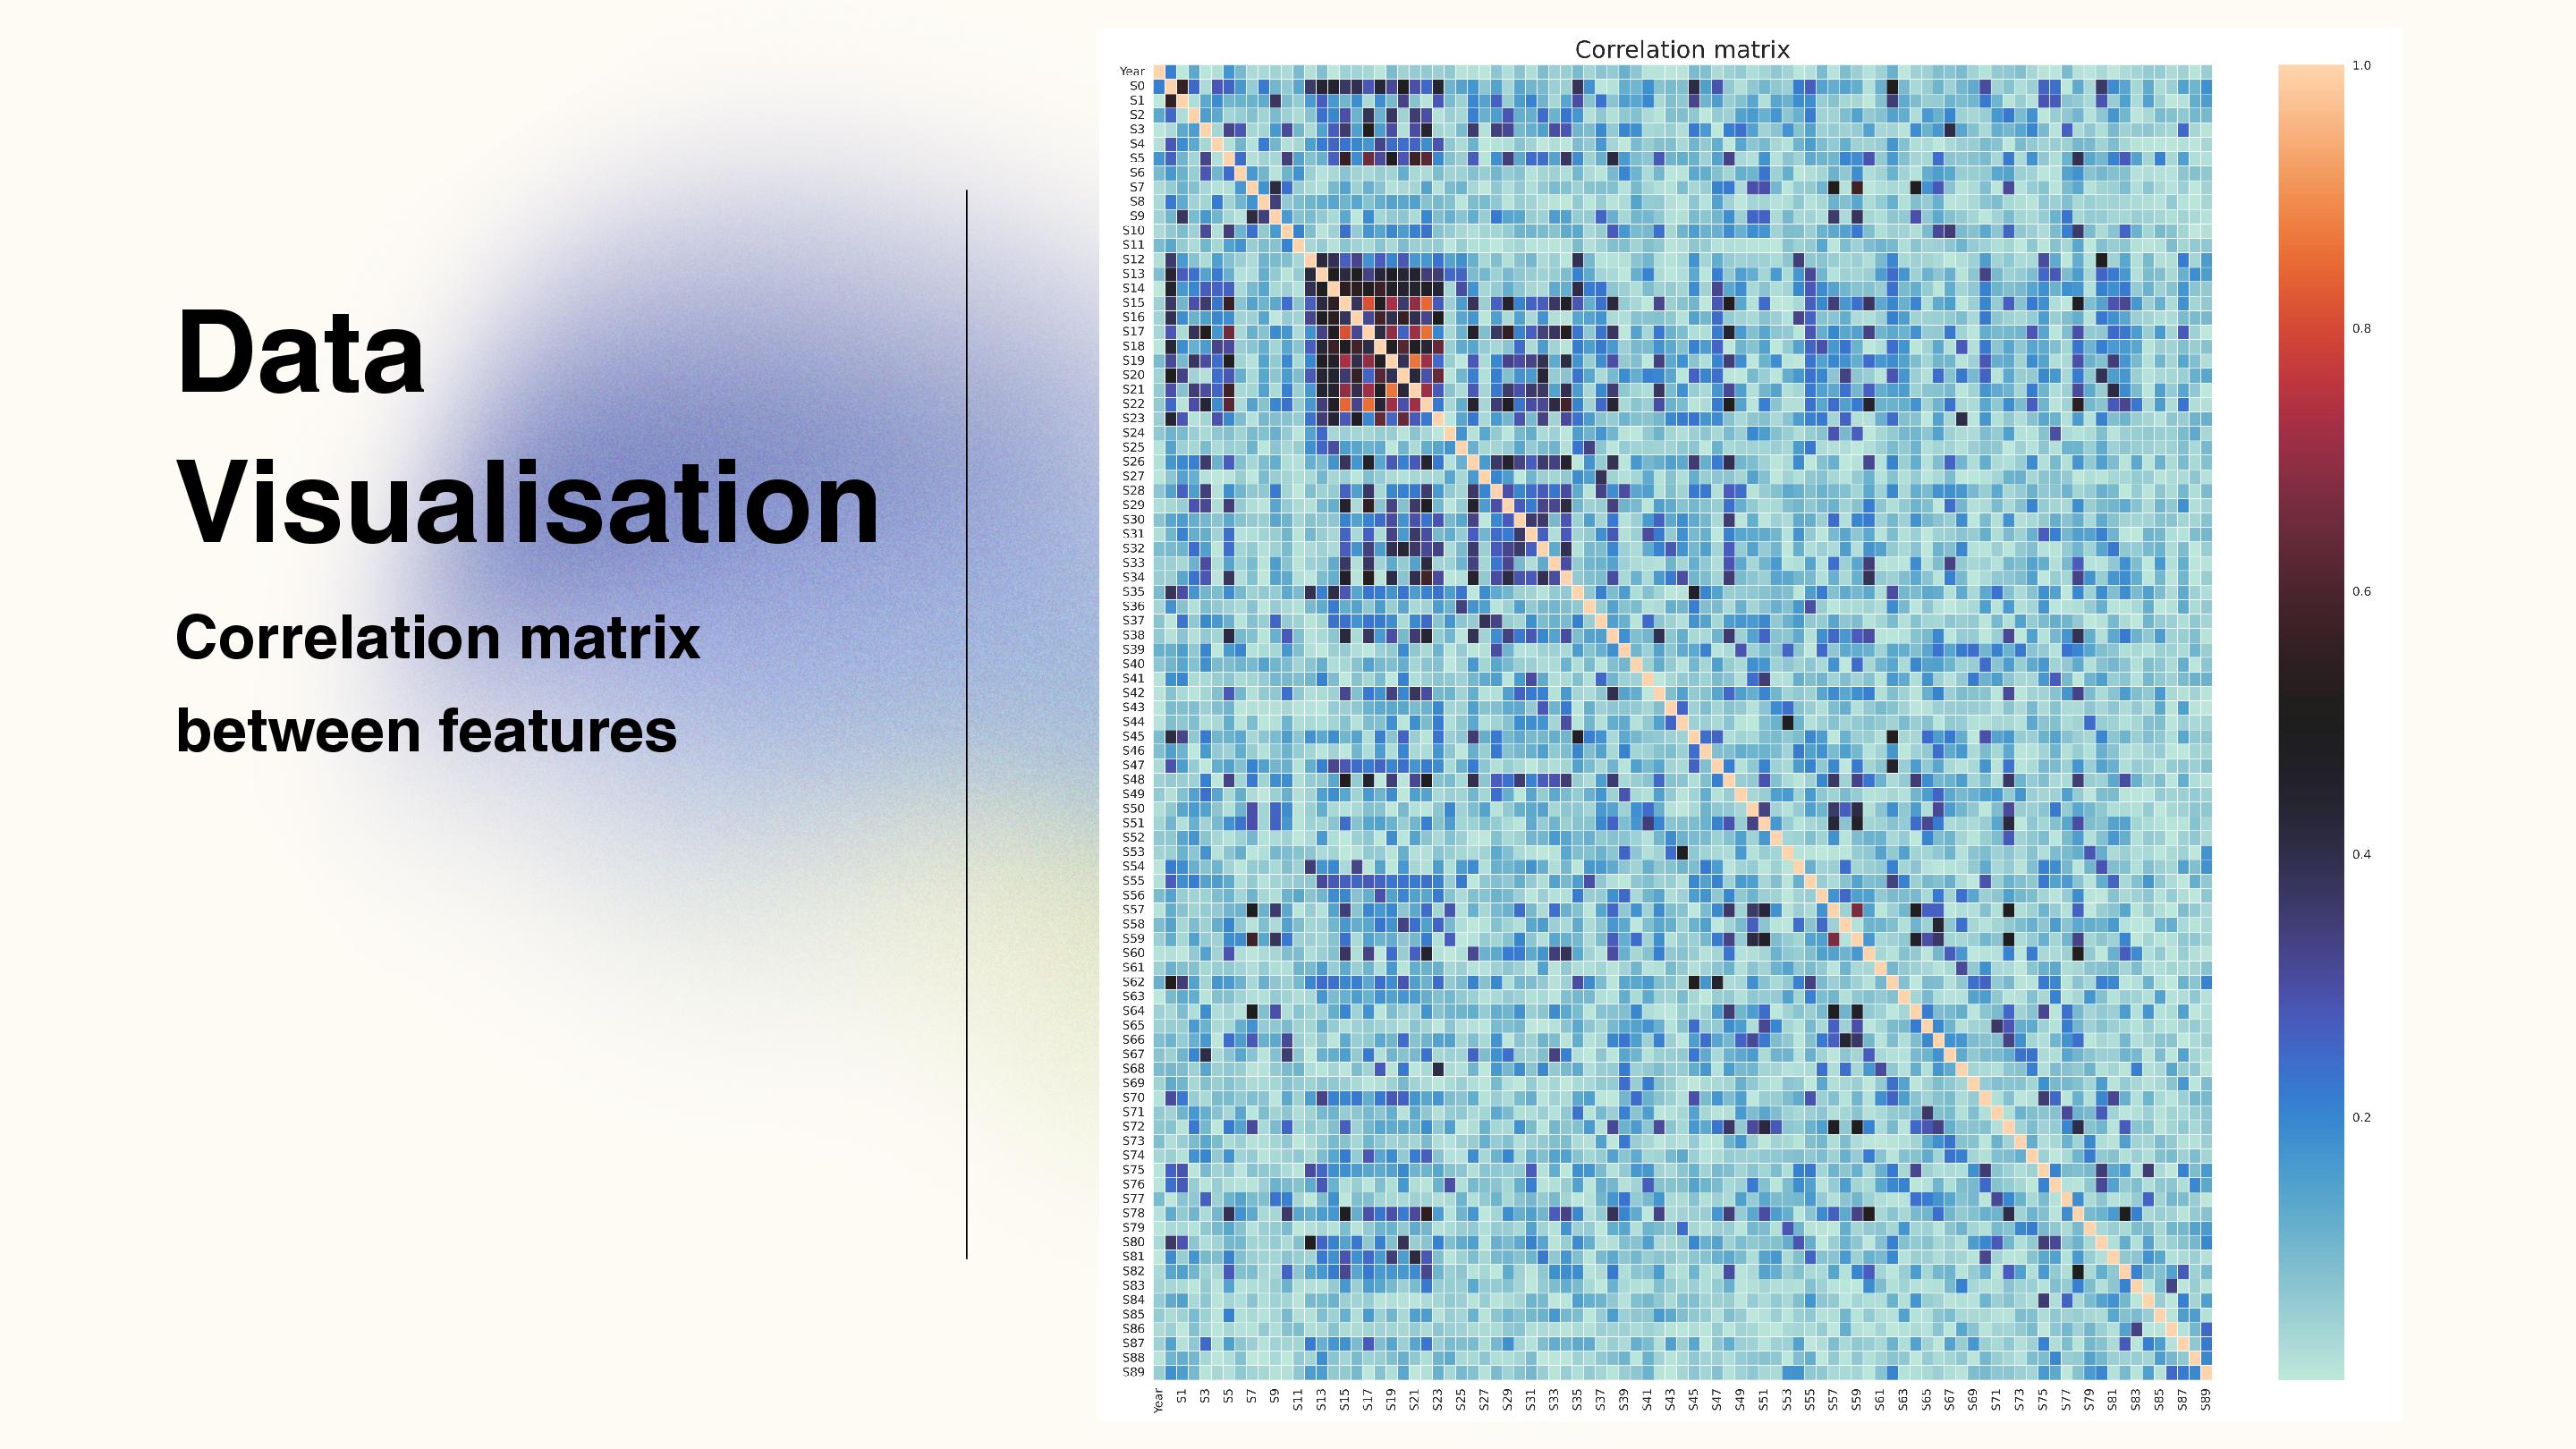 Data
Visualisation
Correlation matrix
between features
Correlation matrix
Year
S0
S1
S2
S3
S4
S5
S6
S7
S8
S9
S10
S11
S12
S13
S14
S15
S16
S17
S18
S19
S20
S21
S22
S23
S24
S25
S26
S27
S28
S29
S30
S31
S32
S33
S34
S35
S36
S37
S38
S39
S40
S41
S42
S43
S44
S45
S46
S47
S48
S49
S50
S51
S52
S53
S54
S55
S56
S57
S58
S59
S60
S61
S62
S63
S64
S65
S66
S67
S68
S69
S70
S71
S72
S73
S74
S75
S76
S77
S78
S79
S80
S81
S82
S83
S84
S85
S86
S87
S88
S89
Year S1 S3 S5 S7 S9 S11 S13 S15 S17 S19 S21 S23 S25 S27 S29 S31 S33 S35 S37 S39 S41 S43 S45 S47 S49 S51 S53 S55 S57 S59 S61 S63 S65 S67 S69 S71 S73 S75 S77 S79 S81 S83 S85 S87 S89
1.0
0.8
0.6
0.4
0.2